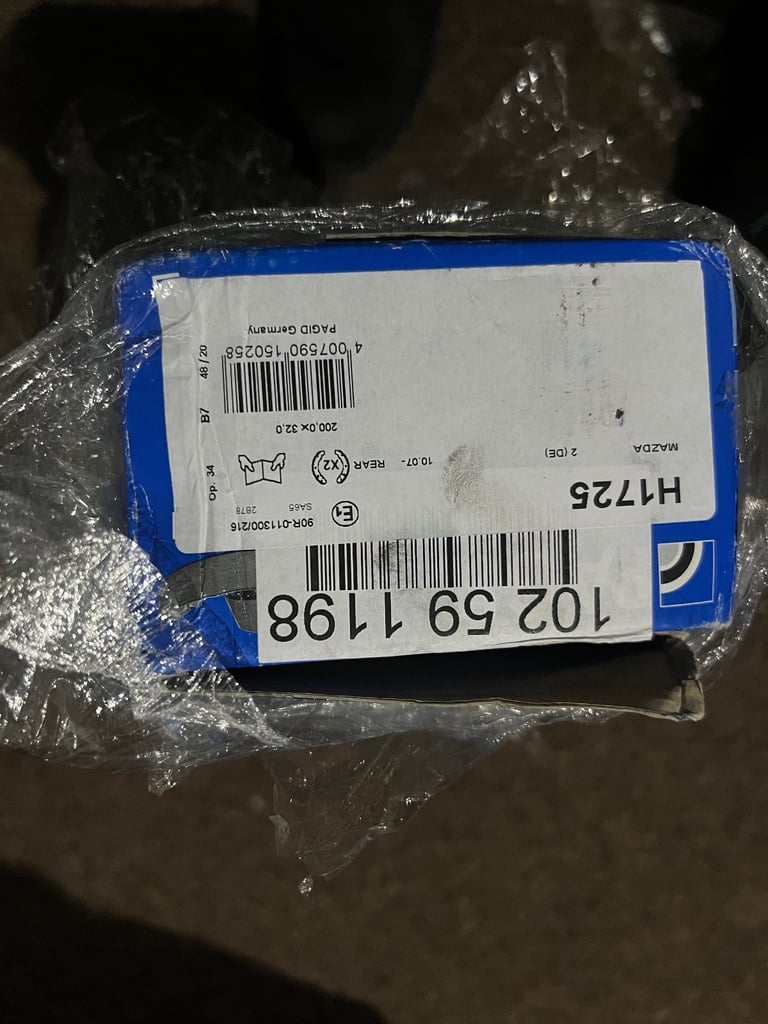 102 59 1198
H1725
MAZDA
2 (DE)
10.07-
REAR
X2
E1
90R-011300/216
SA65
2878
200,0x 32,0
4 007590 150258
PAGID Germany
Op. 34
B7
48/20